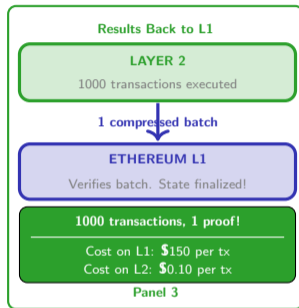 Results Back to L1
LAYER 2
1000 transactions executed
1 compressed batch
ETHEREUM L1
Verifies batch. State finalized!
1000 transactions, 1 proof!
Cost on L1: $150 per tx
Cost on L2: $0.10 per tx
Panel 3